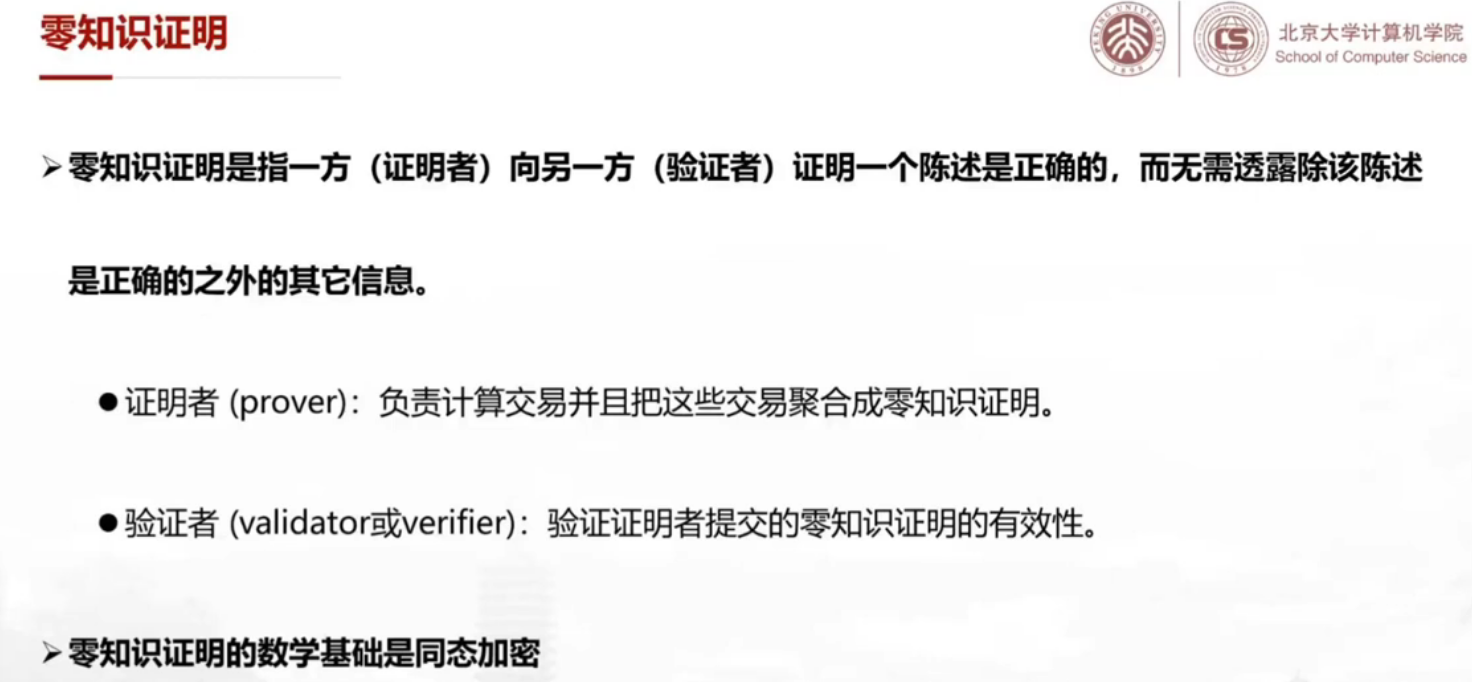 零知识证明
北京大学计算机学院
School of Computer Science
PEKING UNIVERSITY
1898
CS
1978
➢零知识证明是指一方（证明者）向另一方（验证者）证明一个陈述是正确的，而无需透露除该陈述
是正确的之外的其它信息。
●证明者 (prover)：负责计算交易并且把这些交易聚合成零知识证明。
●验证者 (validator或verifier)：验证证明者提交的零知识证明的有效性。
➢零知识证明的数学基础是同态加密